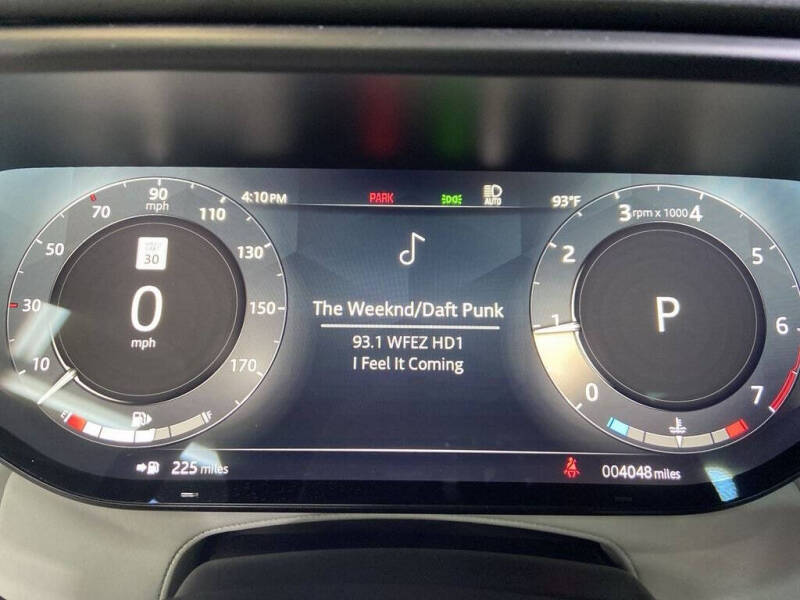 4:10 PM PARK AUTO 93°F
10 30 50 70 90 110 130 150 170
mph
30
0
mph
E F
The Weeknd/Daft Punk
93.1 WFEZ HD1
I Feel It Coming
0 1 2 3 4 5 6 7
rpm x 1000
P
225 miles
004048 miles